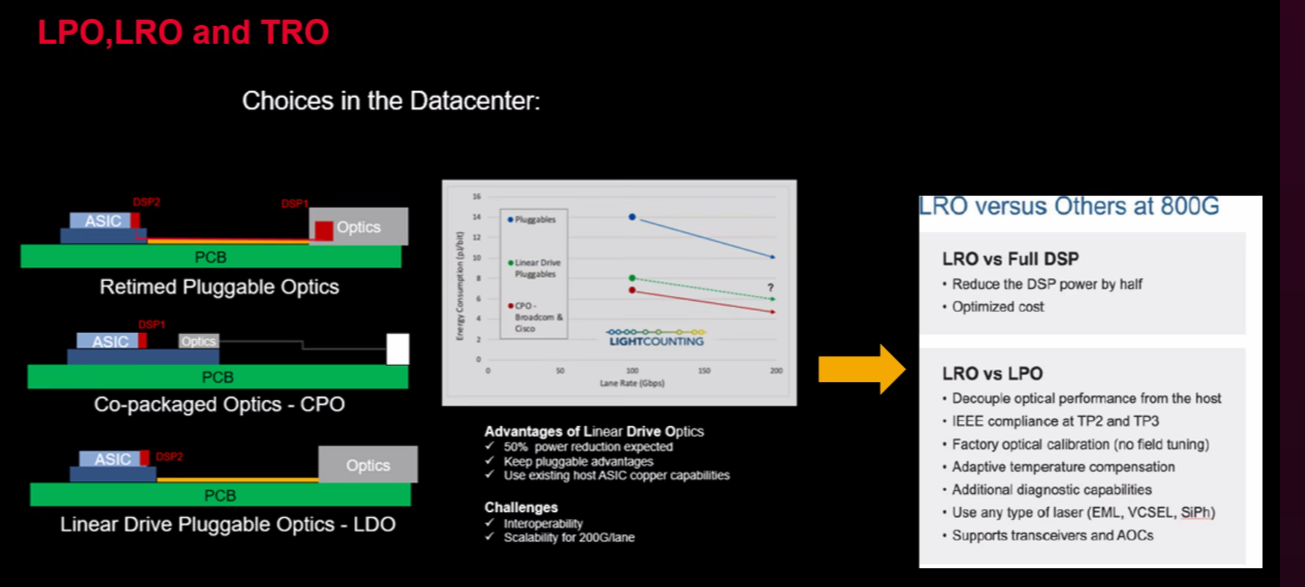 LPO,LRO and TRO
Choices in the Datacenter:
DSP2
DSP1
ASIC
Optics
PCB
Retimed Pluggable Optics
DSP1
ASIC
Optics
PCB
Co-packaged Optics - CPO
ASIC
DSP2
Optics
PCB
Linear Drive Pluggable Optics - LDO
Energy Consumption (pJ/bit)
16
14
12
10
8
6
4
2
0
Pluggables
Linear Drive
Pluggables
CPO -
Broadcom &
Cisco
?
LIGHTCOUNTING
0
50
100
150
200
Lane Rate (Gbps)
Advantages of Linear Drive Optics
✓ 50% power reduction expected
✓ Keep pluggable advantages
✓ Use existing host ASIC copper capabilities
Challenges
✓ Interoperability
✓ Scalability for 200G/lane
LRO versus Others at 800G
LRO vs Full DSP
• Reduce the DSP power by half
• Optimized cost
LRO vs LPO
• Decouple optical performance from the host
• IEEE compliance at TP2 and TP3
• Factory optical calibration (no field tuning)
• Adaptive temperature compensation
• Additional diagnostic capabilities
• Use any type of laser (EML, VCSEL, SiPh)
• Supports transceivers and AOCs